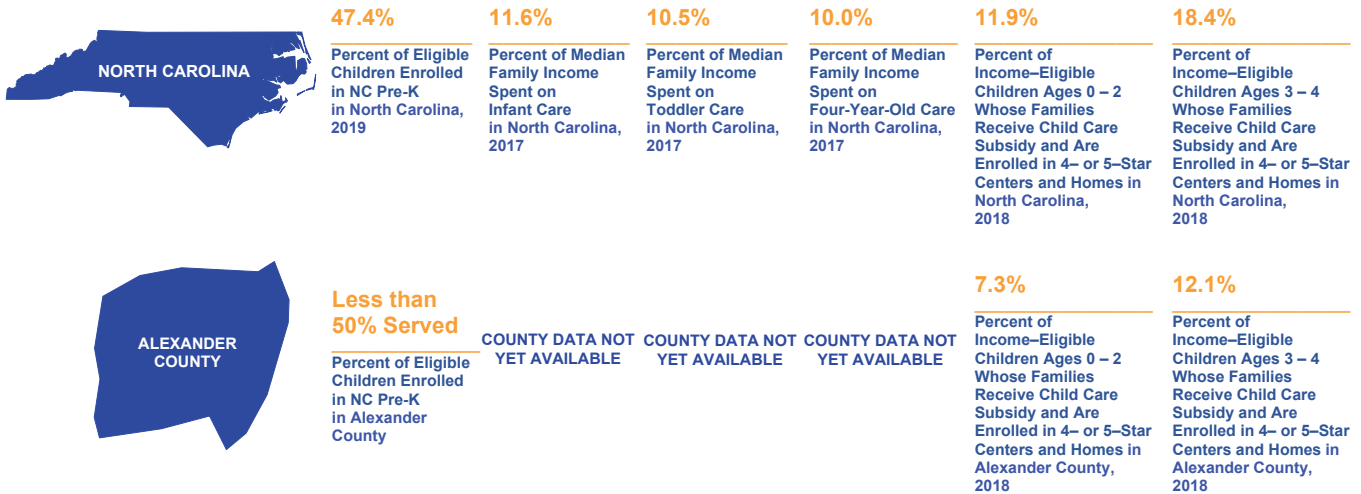 NORTH CAROLINA
47.4%
Percent of Eligible
Children Enrolled
in NC Pre-K
in North Carolina,
2019
11.6%
Percent of Median
Family Income
Spent on
Infant Care
in North Carolina,
2017
10.5%
Percent of Median
Family Income
Spent on
Toddler Care
in North Carolina,
2017
10.0%
Percent of Median
Family Income
Spent on
Four-Year-Old Care
in North Carolina,
2017
11.9%
Percent of
Income–Eligible
Children Ages 0 – 2
Whose Families
Receive Child Care
Subsidy and Are
Enrolled in 4– or 5–Star
Centers and Homes in
North Carolina,
2018
18.4%
Percent of
Income–Eligible
Children Ages 3 – 4
Whose Families
Receive Child Care
Subsidy and Are
Enrolled in 4– or 5–Star
Centers and Homes in
North Carolina,
2018
ALEXANDER
COUNTY
Less than
50% Served
Percent of Eligible
Children Enrolled
in NC Pre-K
in Alexander
County
COUNTY DATA NOT
YET AVAILABLE
COUNTY DATA NOT
YET AVAILABLE
COUNTY DATA NOT
YET AVAILABLE
7.3%
Percent of
Income–Eligible
Children Ages 0 – 2
Whose Families
Receive Child Care
Subsidy and Are
Enrolled in 4– or 5–Star
Centers and Homes in
Alexander County,
2018
12.1%
Percent of
Income–Eligible
Children Ages 3 – 4
Whose Families
Receive Child Care
Subsidy and Are
Enrolled in 4– or 5–Star
Centers and Homes in
Alexander County,
2018